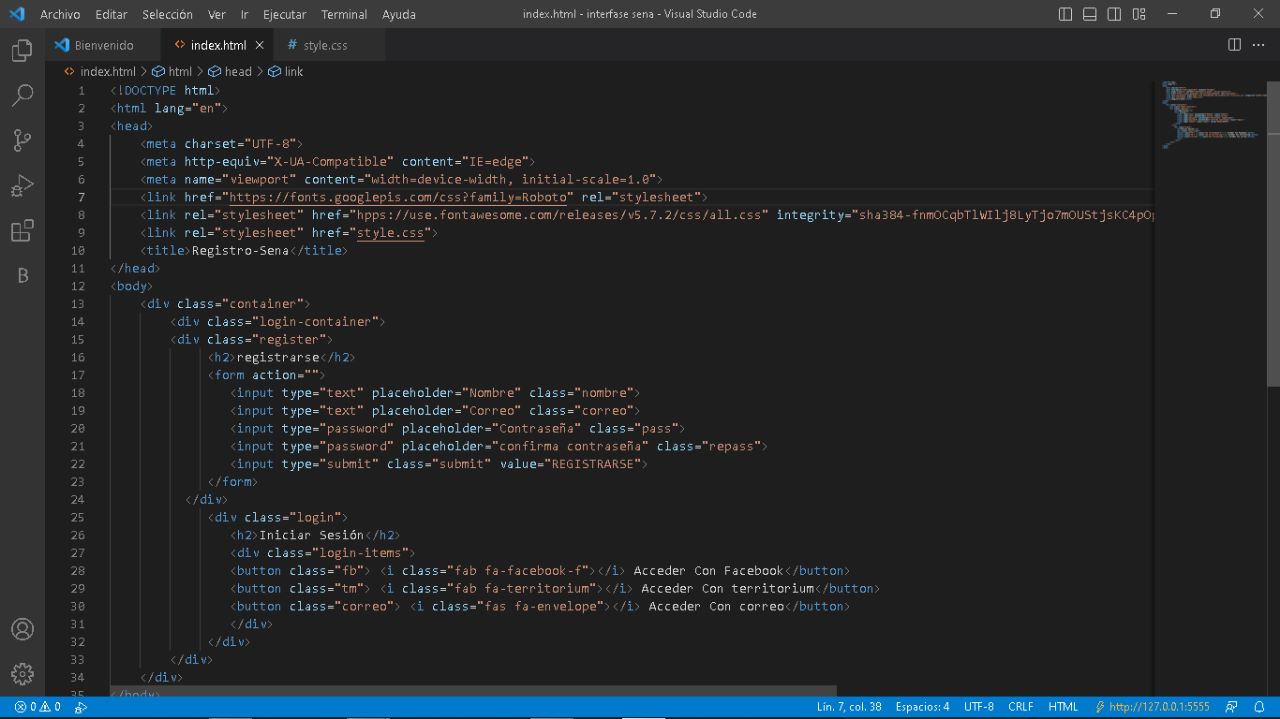 Archivo Editar Selección Ver Ir Ejecutar Terminal Ayuda index.html - interfase sena - Visual Studio Code
Bienvenido index.html style.css
index.html > html > head > link
1 <!DOCTYPE html>
2 <html lang="en">
3 <head>
4 <meta charset="UTF-8">
5 <meta http-equiv="X-UA-Compatible" content="IE=edge">
6 <meta name="viewport" content="width=device-width, initial-scale=1.0">
7 <link href="https://fonts.googlepis.com/css?family=Roboto" rel="stylesheet">
8 <link rel="stylesheet" href="hpps://use.fontawesome.com/releases/v5.7.2/css/all.css" integrity="sha384-fnmOCqbTlWIlj8LyTjo7mOUStjsKC4pOp
9 <link rel="stylesheet" href="style.css">
10 <title>Registro-Sena</title>
11 </head>
12 <body>
13 <div class="container">
14 <div class="login-container">
15 <div class="register">
16 <h2>registrarse</h2>
17 <form action="">
18 <input type="text" placeholder="Nombre" class="nombre">
19 <input type="text" placeholder="Correo" class="correo">
20 <input type="password" placeholder="Contraseña" class="pass">
21 <input type="password" placeholder="confirma contraseña" class="repass">
22 <input type="submit" class="submit" value="REGISTRARSE">
23 </form>
24 </div>
25 <div class="login">
26 <h2>Iniciar Sesión</h2>
27 <div class="login-items">
28 <button class="fb"> <i class="fab fa-facebook-f"></i> Acceder Con Facebook</button>
29 <button class="tm"> <i class="fab fa-territorium"></i> Acceder Con territorium</button>
30 <button class="correo"> <i class="fas fa-envelope"></i> Acceder Con correo</button>
31 </div>
32 </div>
33 </div>
34 </div>
35 </body>
0 0 Lín. 7, col. 38 Espacios: 4 UTF-8 CRLF HTML http://127.0.0.1:5555